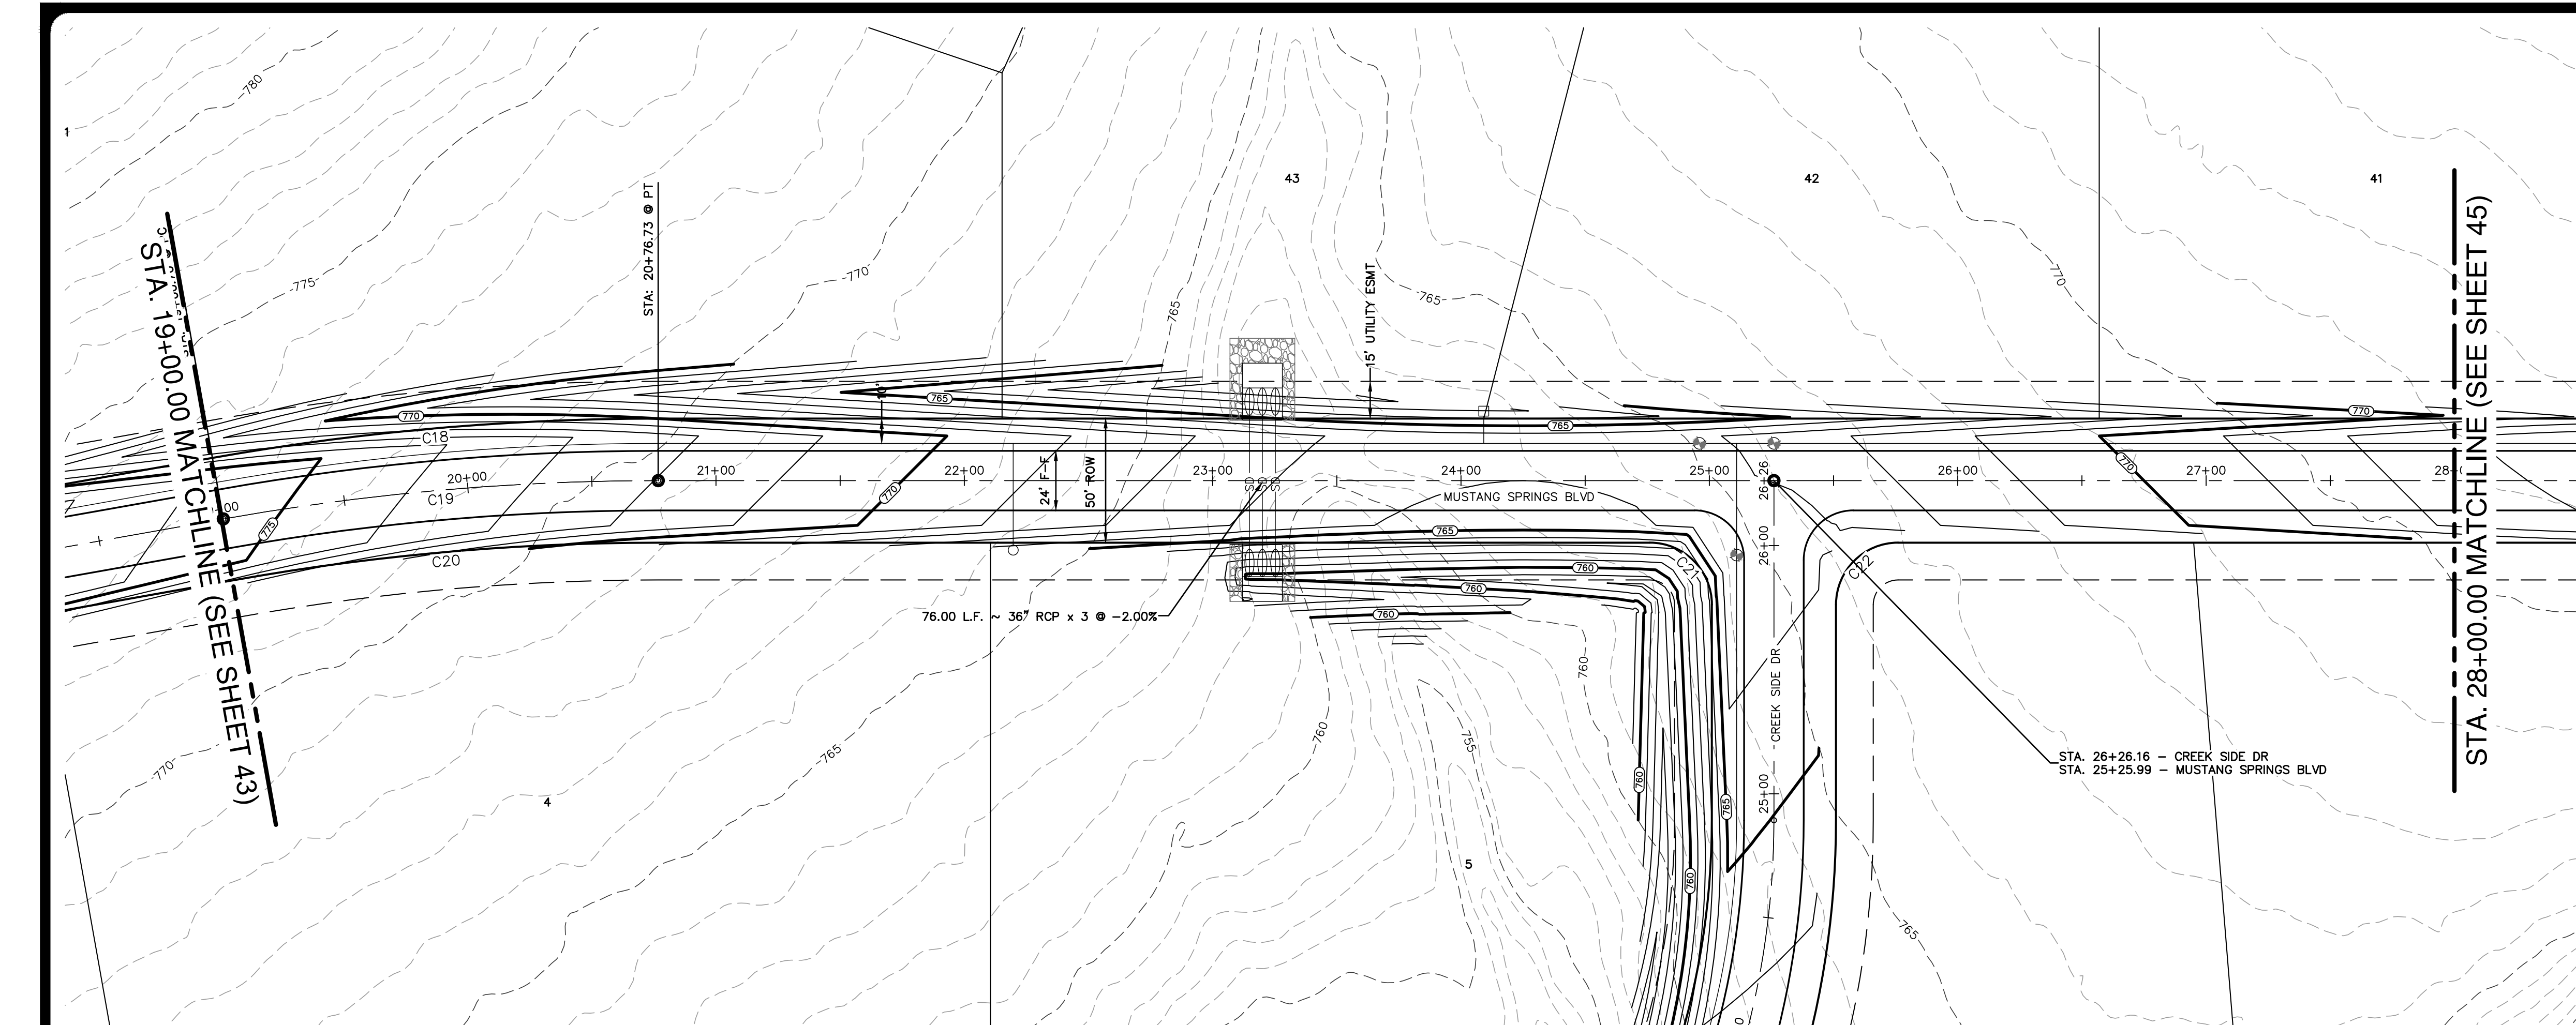 780
1
43
42
41
STA: 20+76.73 @ PT
STA. 19+00.00 MATCHLINE (SEE SHEET 43)
STA. 28+00.00 MATCHLINE (SEE SHEET 45)
775
770
765
765
770
15' UTILITY ESMT
10'
770
765
765
770
C18
20+00
21+00
22+00
23+00
24+00
25+00
26+00
27+00
C19
24' F-F
50' ROW
SD
SD
SD
MUSTANG SPRINGS BLVD
26+26
770
770
775
C20
765
C21
26+00
C22
760
760
760
76.00 L.F. ~ 36" RCP x 3 @ -2.00%
CREEK SIDE DR
760
760
755
765
770
STA. 26+26.16 - CREEK SIDE DR
STA. 25+25.99 - MUSTANG SPRINGS BLVD
760
765
25+00
4
5
760
765